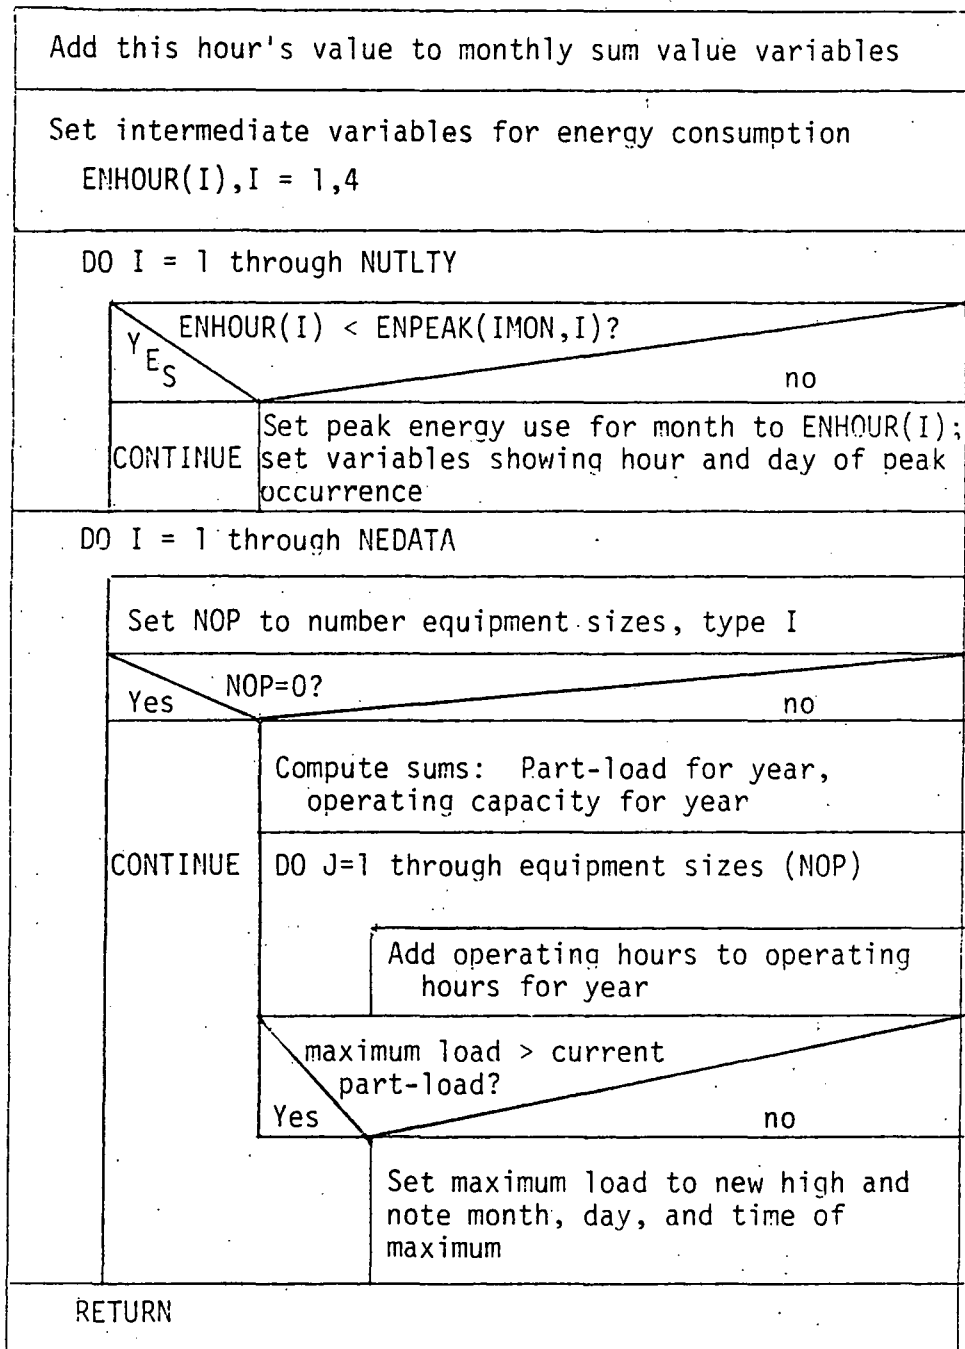 Add this hour's value to monthly sum value variables
Set intermediate variables for energy consumption
ENHOUR(I),I = 1,4
DO I = 1 through NUTLTY
ENHOUR(I) < ENPEAK(IMON,I)?
YES
no
CONTINUE
Set peak energy use for month to ENHOUR(I);
set variables showing hour and day of peak
occurrence
DO I = 1 through NEDATA
Set NOP to number equipment sizes, type I
NOP=0?
Yes
no
Compute sums: Part-load for year,
operating capacity for year
CONTINUE
DO J=1 through equipment sizes (NOP)
Add operating hours to operating
hours for year
maximum load > current
part-load?
Yes
no
Set maximum load to new high and
note month, day, and time of
maximum
RETURN